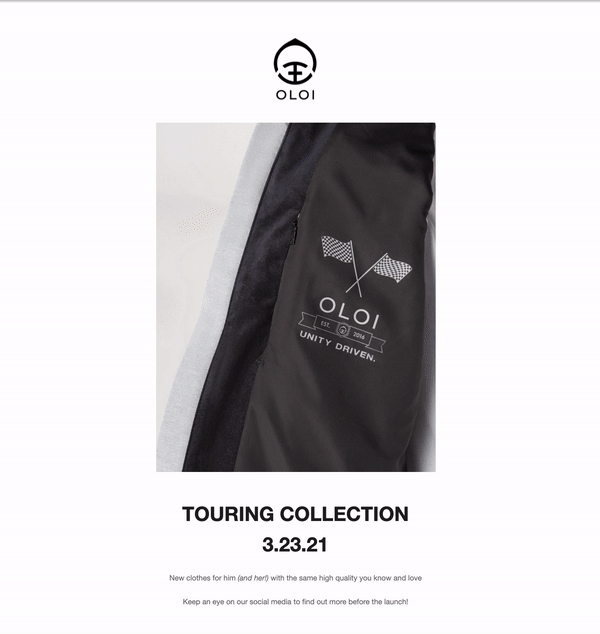 OLOI
OLOI
EST. 2016
UNITY DRIVEN.
TOURING COLLECTION
3.23.21
New clothes for him (and her!) with the same high quality you know and love
Keep an eye on our social media to find out more before the launch!